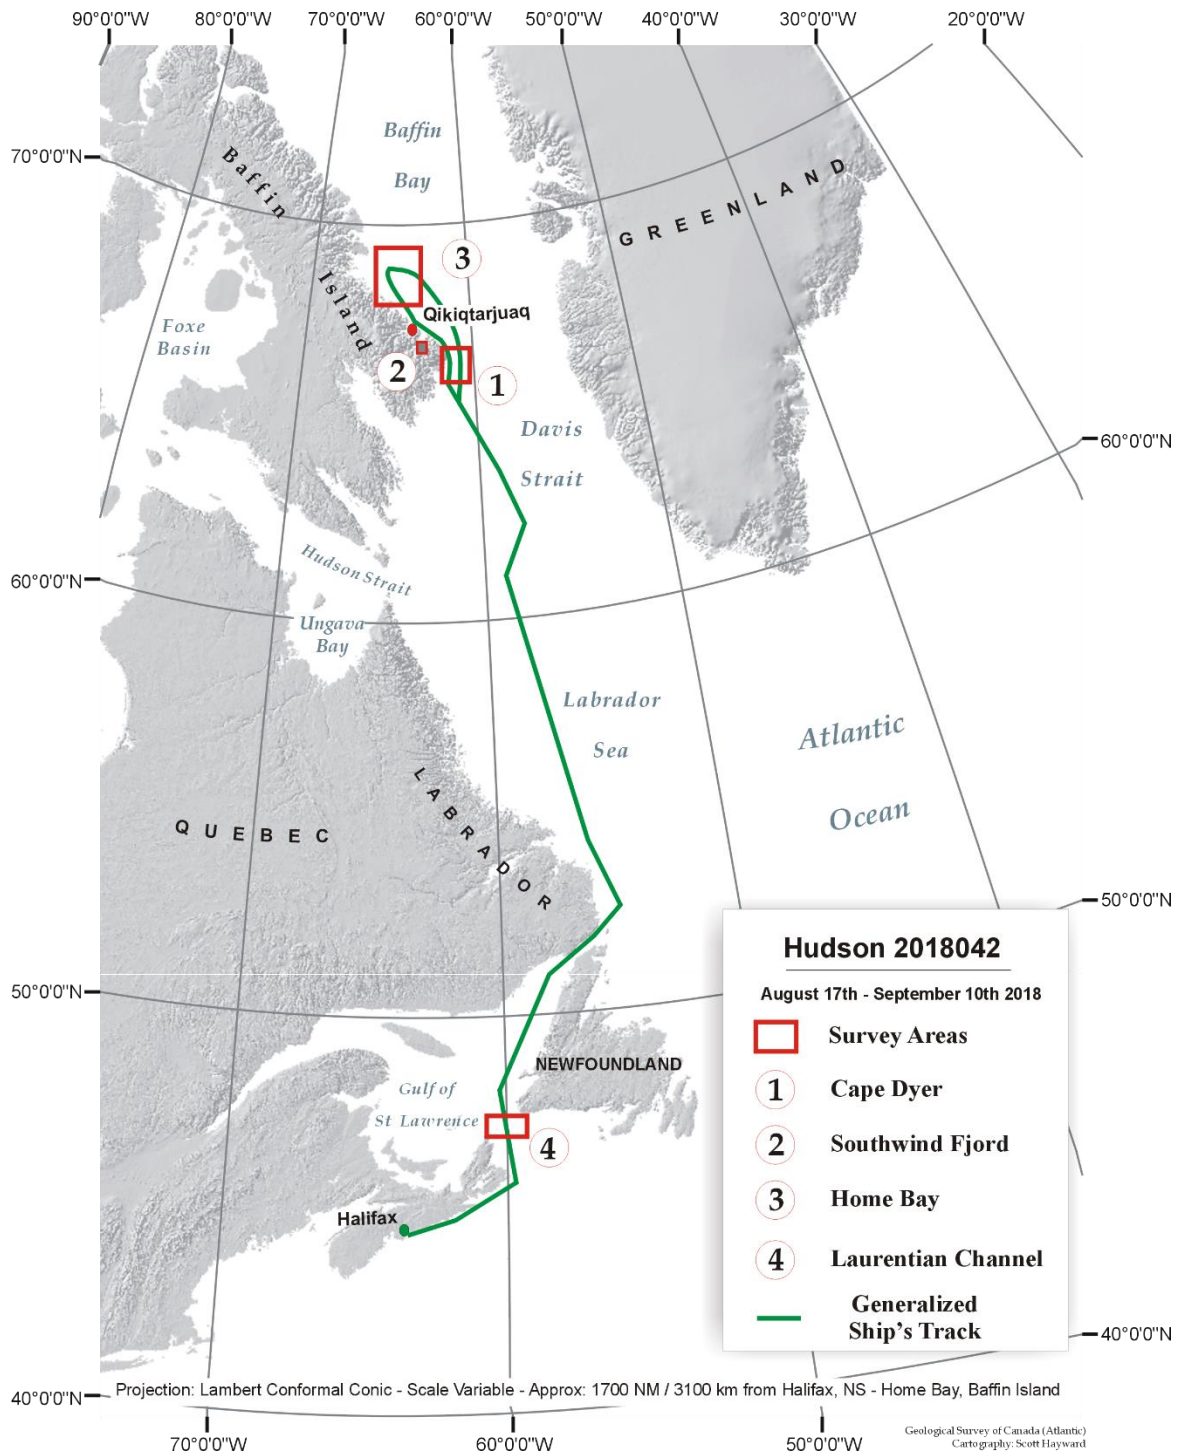 90°0'0"W 80°0'0"W 70°0'0"W 60°0'0"W 50°0'0"W 40°0'0"W 30°0'0"W 20°0'0"W
Baffin
Bay
70°0'0"N
Baffin
Island
GREENLAND
3
Qikiqtarjuaq
Foxe
Basin
2
1
Davis
Strait
60°0'0"N
Hudson Strait
60°0'0"N
Ungava
Bay
Labrador
Sea
Atlantic
Ocean
LABRADOR
QUEBEC
50°0'0"N
50°0'0"N
NEWFOUNDLAND
Gulf of
St Lawrence
4
Halifax
Hudson 2018042
August 17th - September 10th 2018
Survey Areas
1 Cape Dyer
2 Southwind Fjord
3 Home Bay
4 Laurentian Channel
Generalized
Ship's Track
40°0'0"N
40°0'0"N
Projection: Lambert Conformal Conic - Scale Variable - Approx: 1700 NM / 3100 km from Halifax, NS - Home Bay, Baffin Island
70°0'0"W 60°0'0"W 50°0'0"W
Geological Survey of Canada (Atlantic)
Cartography: Scott Hayward